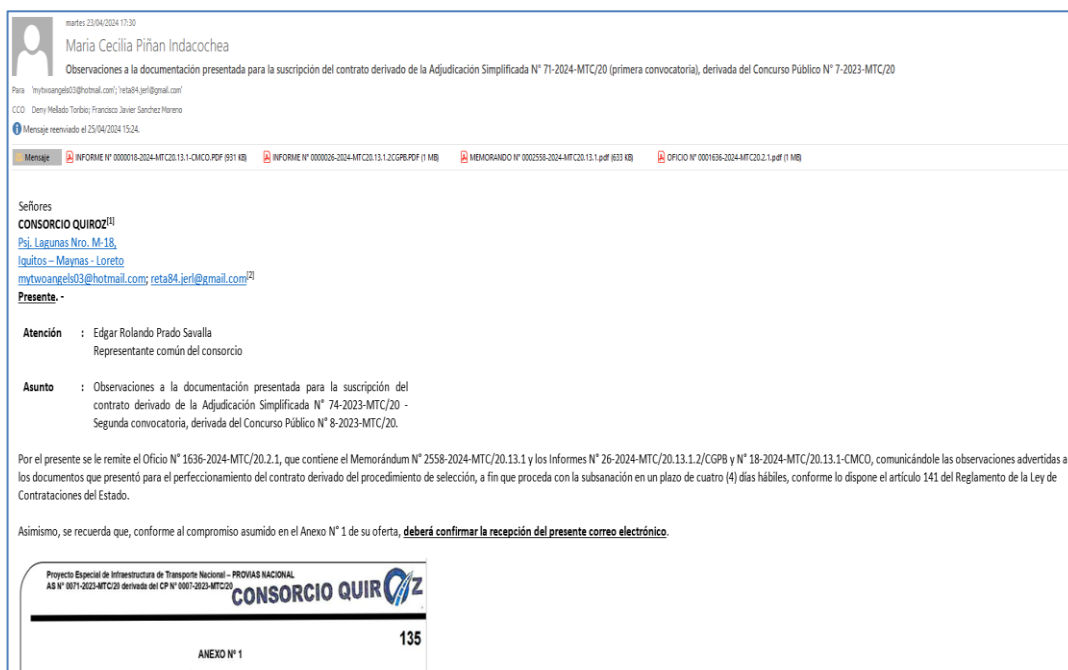 martes 23/04/2024 17:30
Maria Cecilia Piñan Indacochea
Observaciones a la documentación presentada para la suscripción del contrato derivado de la Adjudicación Simplificada N° 71-2024-MTC/20 (primera convocatoria), derivada del Concurso Público N° 7-2023-MTC/20
Para 'mytwoangels03@hotmail.com'; 'reta84.jerl@gmail.com'
CCO Deny Mellado Toribio; Francisco Javier Sanchez Moreno
Mensaje reenviado el 25/04/2024 15:24.
Mensaje INFORME N° 0000018-2024-MTC20.13.1-CMCO.PDF (931 KB) INFORME N° 0000026-2024-MTC20.13.1.2CGPB.PDF (1 MB) MEMORANDO N° 0002558-2024-MTC20.13.1.pdf (633 KB) OFICIO N° 0001636-2024-MTC20.2.1.pdf (1 MB)
Señores
CONSORCIO QUIROZ[1]
Psj. Lagunas Nro. M-18,
Iquitos – Maynas - Loreto
mytwoangels03@hotmail.com; reta84.jerl@gmail.com[2]
Presente. -
Atención : Edgar Rolando Prado Savalla
Representante común del consorcio
Asunto : Observaciones a la documentación presentada para la suscripción del
contrato derivado de la Adjudicación Simplificada N° 74-2023-MTC/20 -
Segunda convocatoria, derivada del Concurso Público N° 8-2023-MTC/20.
Por el presente se le remite el Oficio N° 1636-2024-MTC/20.2.1, que contiene el Memorándum N° 2558-2024-MTC/20.13.1 y los Informes N° 26-2024-MTC/20.13.1.2/CGPB y N° 18-2024-MTC/20.13.1-CMCO, comunicándole las observaciones advertidas a
los documentos que presentó para el perfeccionamiento del contrato derivado del procedimiento de selección, a fin que proceda con la subsanación en un plazo de cuatro (4) días hábiles, conforme lo dispone el artículo 141 del Reglamento de la Ley de
Contrataciones del Estado.
Asimismo, se recuerda que, conforme al compromiso asumido en el Anexo N° 1 de su oferta, deberá confirmar la recepción del presente correo electrónico.
Proyecto Especial de Infraestructura de Transporte Nacional – PROVIAS NACIONAL
AS N° 0071-2023-MTC/20 derivada del CP N° 0007-2023-MTC/20
CONSORCIO QUIROZ
135
ANEXO N° 1